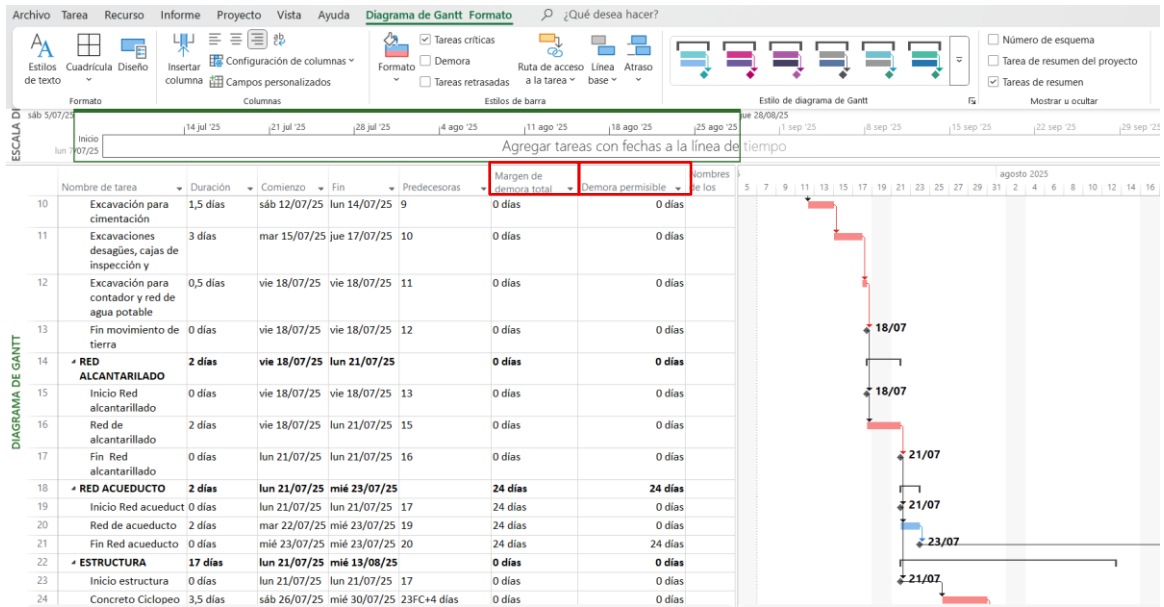 Archivo Tarea Recurso Informe Proyecto Vista Ayuda Diagrama de Gantt Formato ¿Qué desea hacer?
Estilos de texto
Cuadrícula
Diseño
Formato
Insertar columna
Configuración de columnas
Campos personalizados
Columnas
Formato
Tareas críticas
Demora
Tareas retrasadas
Ruta de acceso a la tarea
Línea base
Atraso
Estilos de barra
Estilo de diagrama de Gantt
Número de esquema
Tarea de resumen del proyecto
Tareas de resumen
Mostrar u ocultar
ESCALA DI
sáb 5/07/25
ue 28/08/25
14 jul '25 21 jul '25 28 jul '25 4 ago '25 11 ago '25 18 ago '25 25 ago '25 1 sep '25 8 sep '25 15 sep '25 22 sep '25 29 sep '25
Inicio
lun 7/07/25
Agregar tareas con fechas a la línea de tiempo
DIAGRAMA DE GANTT
Nombre de tarea Duración Comienzo Fin Predecesoras Margen de demora total Demora permisible Nombres de los
agosto 2025
5 7 9 11 13 15 17 19 21 23 25 27 29 31 2 4 6 8 10 12 14 16
10 Excavación para cimentación 1,5 días sáb 12/07/25 lun 14/07/25 9 0 días 0 días
11 Excavaciones desagües, cajas de inspección y 3 días mar 15/07/25 jue 17/07/25 10 0 días 0 días
12 Excavación para contador y red de agua potable 0,5 días vie 18/07/25 vie 18/07/25 11 0 días 0 días
13 Fin movimiento de tierra 0 días vie 18/07/25 vie 18/07/25 12 0 días 0 días 18/07
14 RED ALCANTARILLADO 2 días vie 18/07/25 lun 21/07/25 0 días 0 días
15 Inicio Red alcantarillado 0 días vie 18/07/25 vie 18/07/25 13 0 días 0 días 18/07
16 Red de alcantarillado 2 días vie 18/07/25 lun 21/07/25 15 0 días 0 días
17 Fin Red alcantarillado 0 días lun 21/07/25 lun 21/07/25 16 0 días 0 días 21/07
18 RED ACUEDUCTO 2 días lun 21/07/25 mié 23/07/25 24 días 24 días
19 Inicio Red acueduct 0 días lun 21/07/25 lun 21/07/25 17 24 días 0 días 21/07
20 Red de acueducto 2 días mar 22/07/25 mié 23/07/25 19 24 días 0 días
21 Fin Red acueducto 0 días mié 23/07/25 mié 23/07/25 20 24 días 24 días 23/07
22 ESTRUCTURA 17 días lun 21/07/25 mié 13/08/25 0 días 0 días
23 Inicio estructura 0 días lun 21/07/25 lun 21/07/25 17 0 días 0 días 21/07
24 Concreto Ciclopeo 3,5 días sáb 26/07/25 mié 30/07/25 23FC+4 días 0 días 0 días